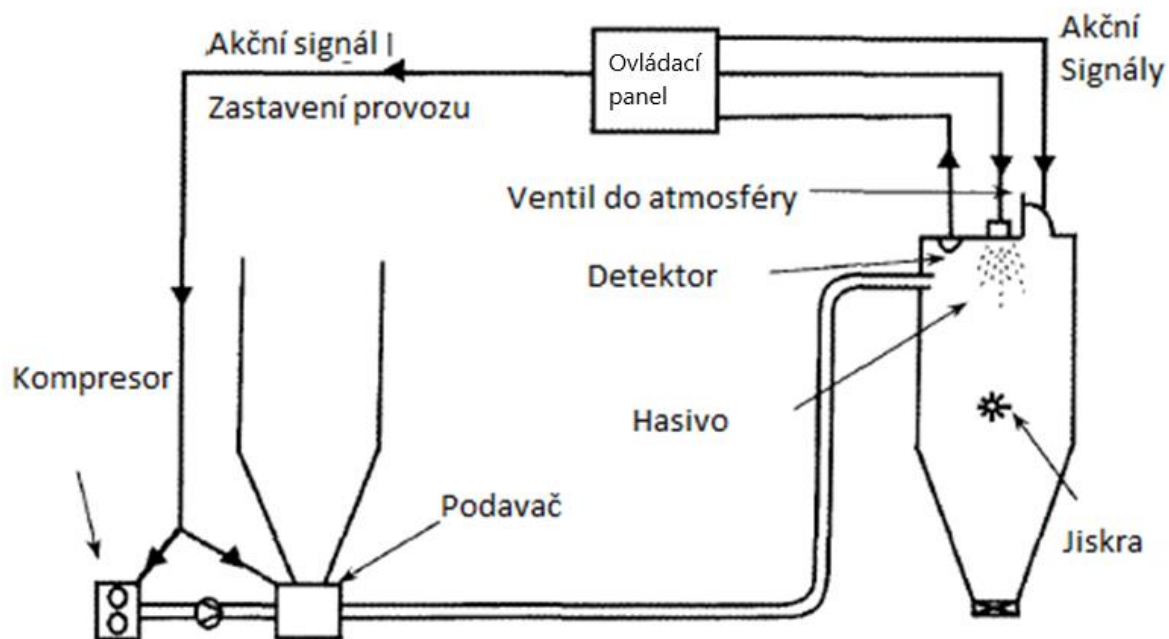 Akční signál |
Zastavení provozu
Ovládací
panel
Akční
Signály
Ventil do atmosféry
Detektor
Kompresor
Hasivo
Podavač
Jiskra